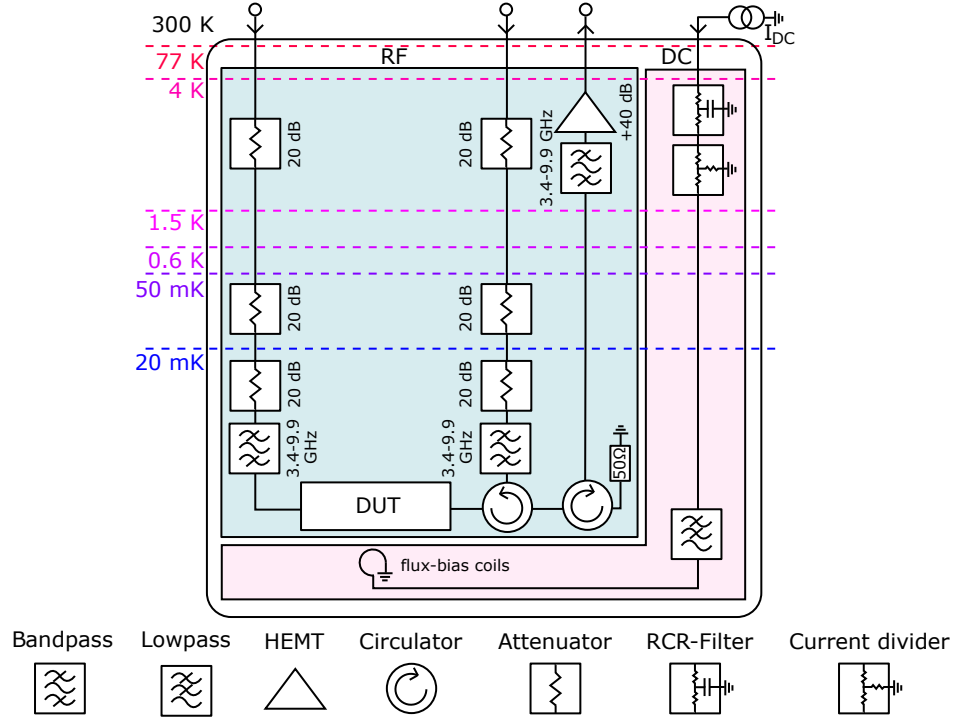 300 K
I_DC
77 K
RF
DC
4 K
20 dB
20 dB
3.4-9.9 GHz
+40 dB
1.5 K
0.6 K
50 mK
20 dB
20 dB
20 mK
20 dB
20 dB
3.4-9.9
GHz
3.4-9.9
GHz
50Ω
DUT
flux-bias coils
Bandpass
Lowpass
HEMT
Circulator
Attenuator
RCR-Filter
Current divider